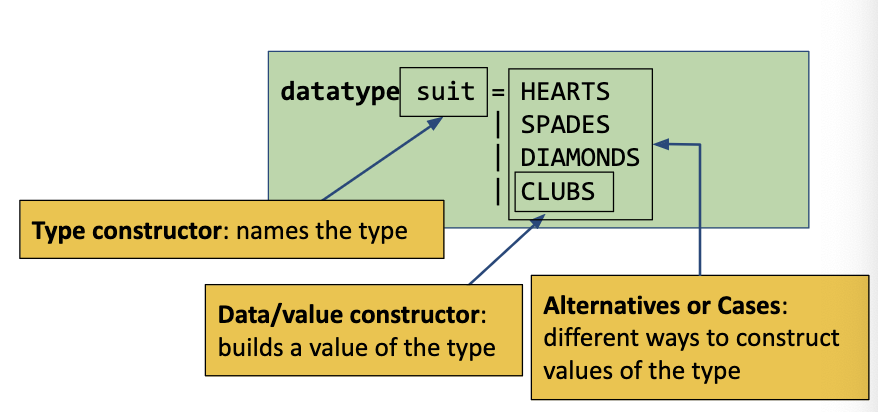 datatype suit = HEARTS
| SPADES
| DIAMONDS
| CLUBS
Type constructor: names the type
Data/value constructor:
builds a value of the type
Alternatives or Cases:
different ways to construct
values of the type